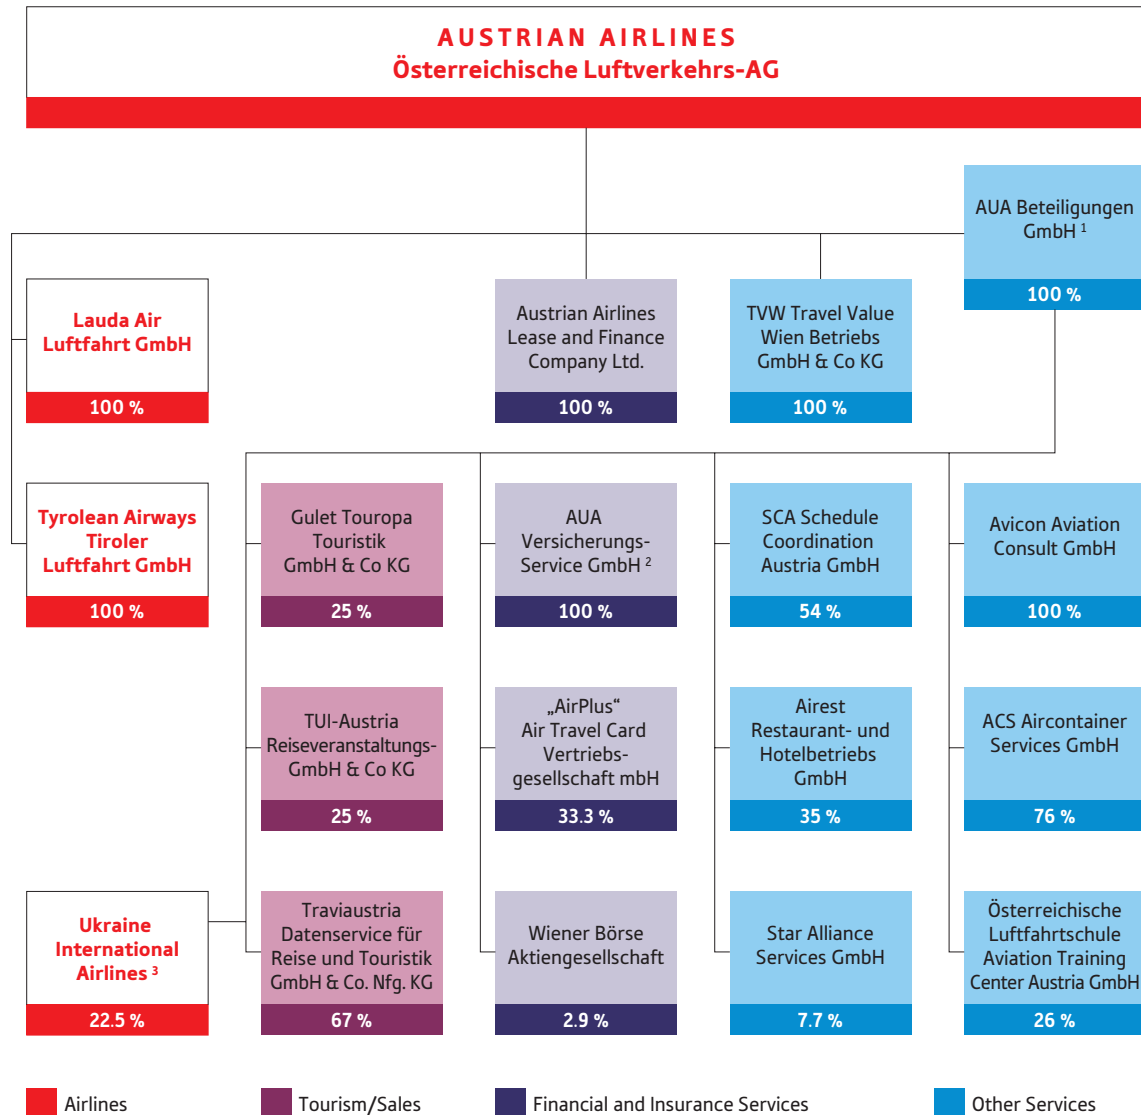 AUSTRIAN AIRLINES
Österreichische Luftverkehrs-AG
AUA Beteiligungen
GmbH ¹
100 %
Lauda Air
Luftfahrt GmbH
100 %
Austrian Airlines
Lease and Finance
Company Ltd.
100 %
TVW Travel Value
Wien Betriebs
GmbH & Co KG
100 %
Tyrolean Airways
Tiroler
Luftfahrt GmbH
100 %
Gulet Touropa
Touristik
GmbH & Co KG
25 %
AUA
Versicherungs-
Service GmbH ²
100 %
SCA Schedule
Coordination
Austria GmbH
54 %
Avicon Aviation
Consult GmbH
100 %
TUI-Austria
Reiseveranstaltungs-
GmbH & Co KG
25 %
„AirPlus“
Air Travel Card
Vertriebs-
gesellschaft mbH
33.3 %
Airest
Restaurant- und
Hotelbetriebs
GmbH
35 %
ACS Aircontainer
Services GmbH
76 %
Ukraine
International
Airlines ³
22.5 %
Traviaustria
Datenservice für
Reise und Touristik
GmbH & Co. Nfg. KG
67 %
Wiener Börse
Aktiengesellschaft
2.9 %
Star Alliance
Services GmbH
7.7 %
Österreichische
Luftfahrtschule
Aviation Training
Center Austria GmbH
26 %
Airlines
Tourism/Sales
Financial and Insurance Services
Other Services